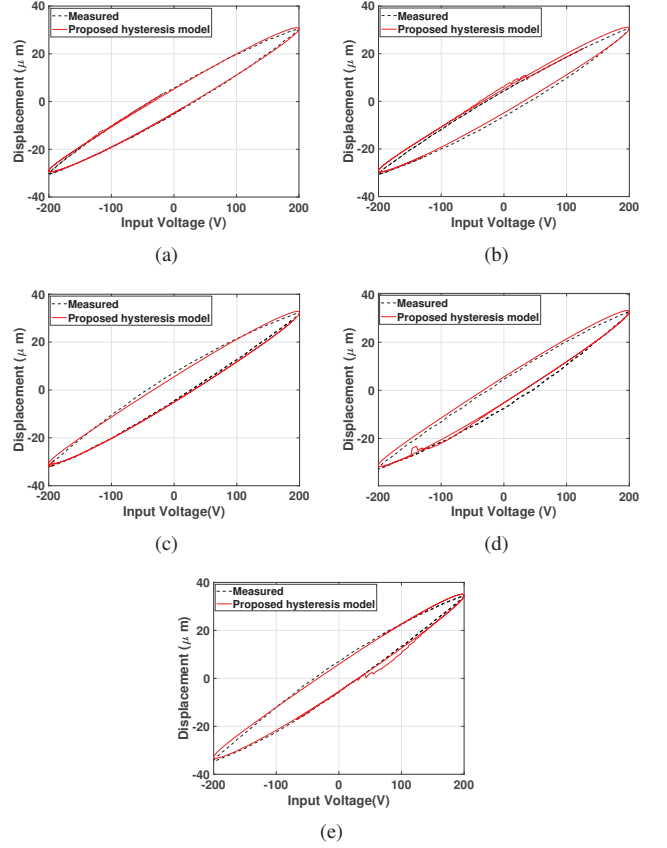 40
Measured
Proposed hysteresis model
20
0
-20
-40
Displacement (μ m)
-200 -100 0 100 200
Input Voltage (V)
(a)
40
Measured
Proposed hysteresis model
20
0
-20
-40
Displacement (μ m)
-200 -100 0 100 200
Input Voltage (V)
(b)
40
Measured
Proposed hysteresis model
20
0
-20
-40
Displacement (μ m)
-200 -100 0 100 200
Input Voltage(V)
(c)
40
Measured
Proposed hysteresis model
20
0
-20
-40
Displacement (μ m)
-200 -100 0 100 200
Input Voltage (V)
(d)
40
Measured
Proposed hysteresis model
20
0
-20
-40
Displacement (μ m)
-200 -100 0 100 200
Input Voltage(V)
(e)